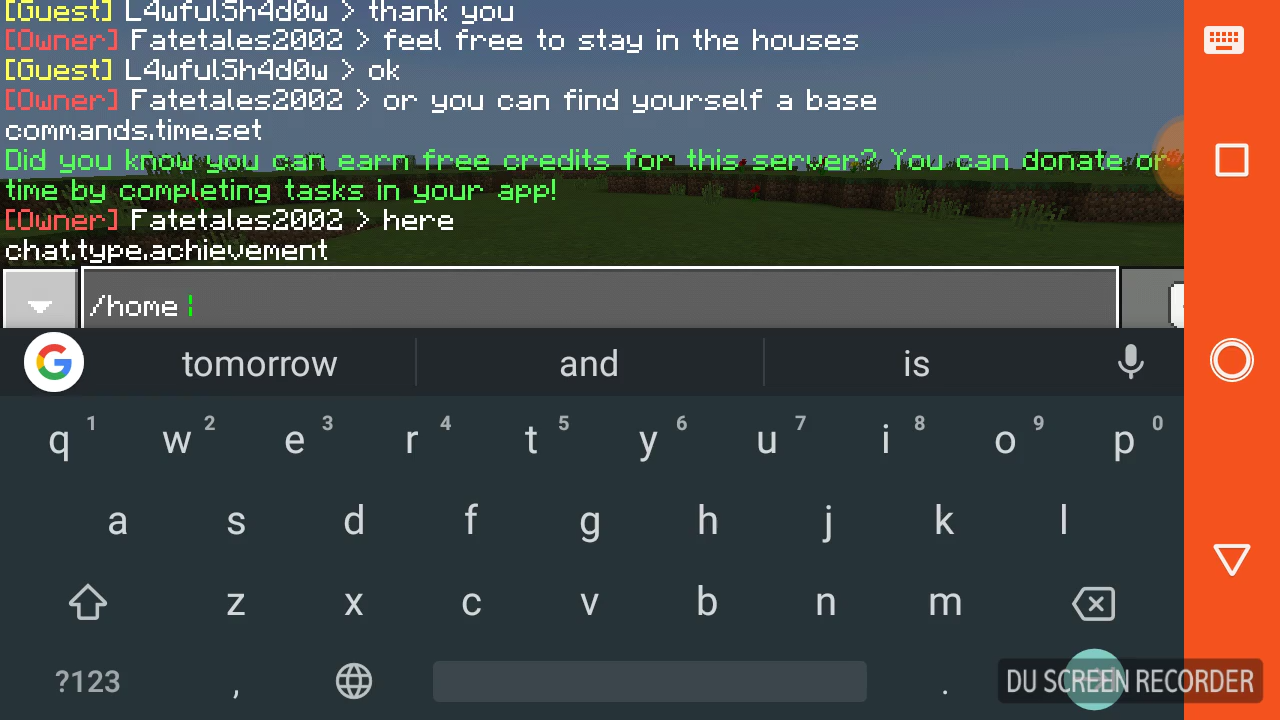 [Guest] L4wful5h4d0w > thank you
[Owner] Fatetales2002 > feel free to stay in the houses
[Guest] L4wful5h4d0w > ok
[Owner] Fatetales2002 > or you can find yourself a base
commands.time.set
Did you know you can earn free credits for this server? You can donate or
time by completing tasks in your app!
[Owner] Fatetales2002 > here
chat.type.achievement
/home
tomorrow and is
q 1 w 2 e 3 r 4 t 5 y 6 u 7 i 8 o 9 p 0
a s d f g h j k l
z x c v b n m
?123 , .
DU SCREEN RECORDER